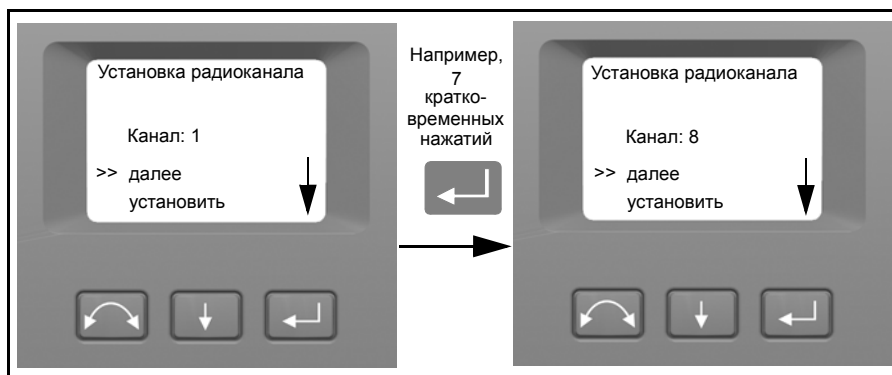 Установка радиоканала
Канал: 1
>> далее
установить
Например,
7
кратко-
временных
нажатий
Установка радиоканала
Канал: 8
>> далее
установить